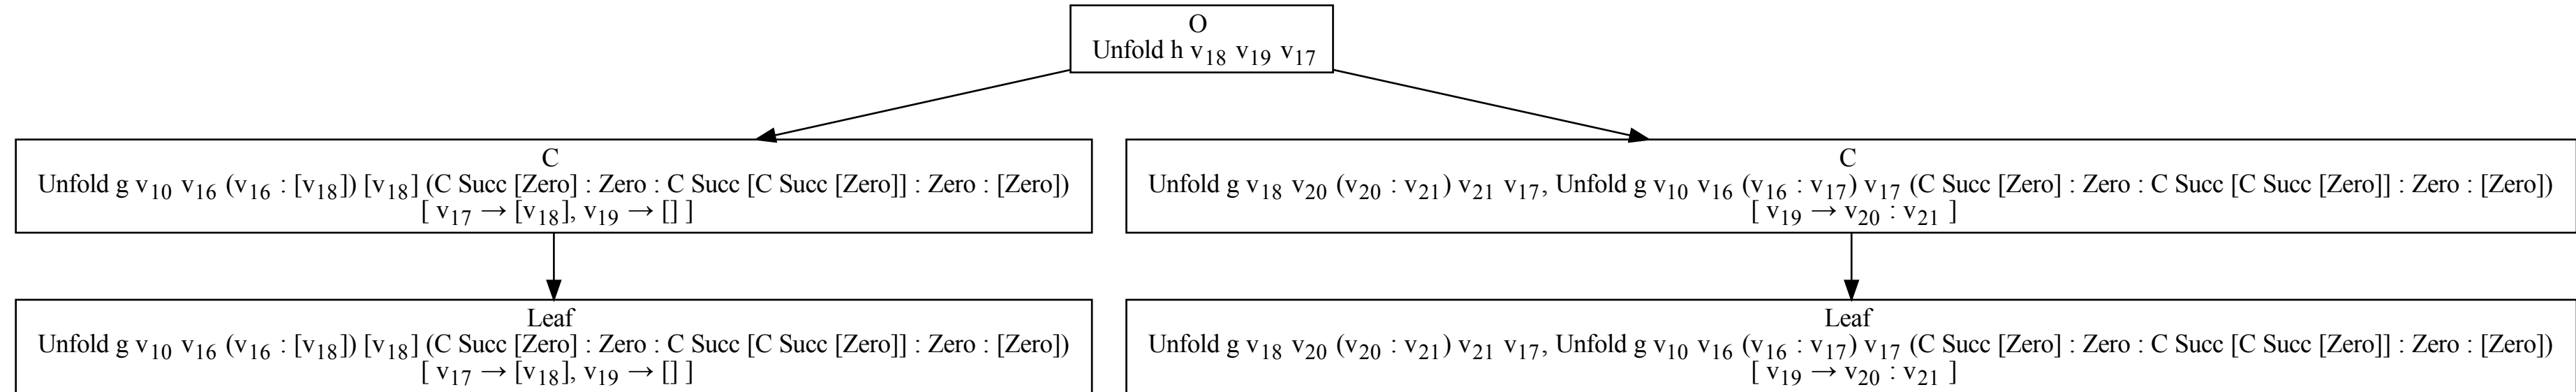 O
Unfold h v18 v19 v17
C
Unfold g v10 v16 (v16 : [v18]) [v18] (C Succ [Zero] : Zero : C Succ [C Succ [Zero]] : Zero : [Zero])
[ v17 → [v18], v19 → [] ]
C
Unfold g v18 v20 (v20 : v21) v21 v17, Unfold g v10 v16 (v16 : v17) v17 (C Succ [Zero] : Zero : C Succ [C Succ [Zero]] : Zero : [Zero])
[ v19 → v20 : v21 ]
Leaf
Unfold g v10 v16 (v16 : [v18]) [v18] (C Succ [Zero] : Zero : C Succ [C Succ [Zero]] : Zero : [Zero])
[ v17 → [v18], v19 → [] ]
Leaf
Unfold g v18 v20 (v20 : v21) v21 v17, Unfold g v10 v16 (v16 : v17) v17 (C Succ [Zero] : Zero : C Succ [C Succ [Zero]] : Zero : [Zero])
[ v19 → v20 : v21 ]